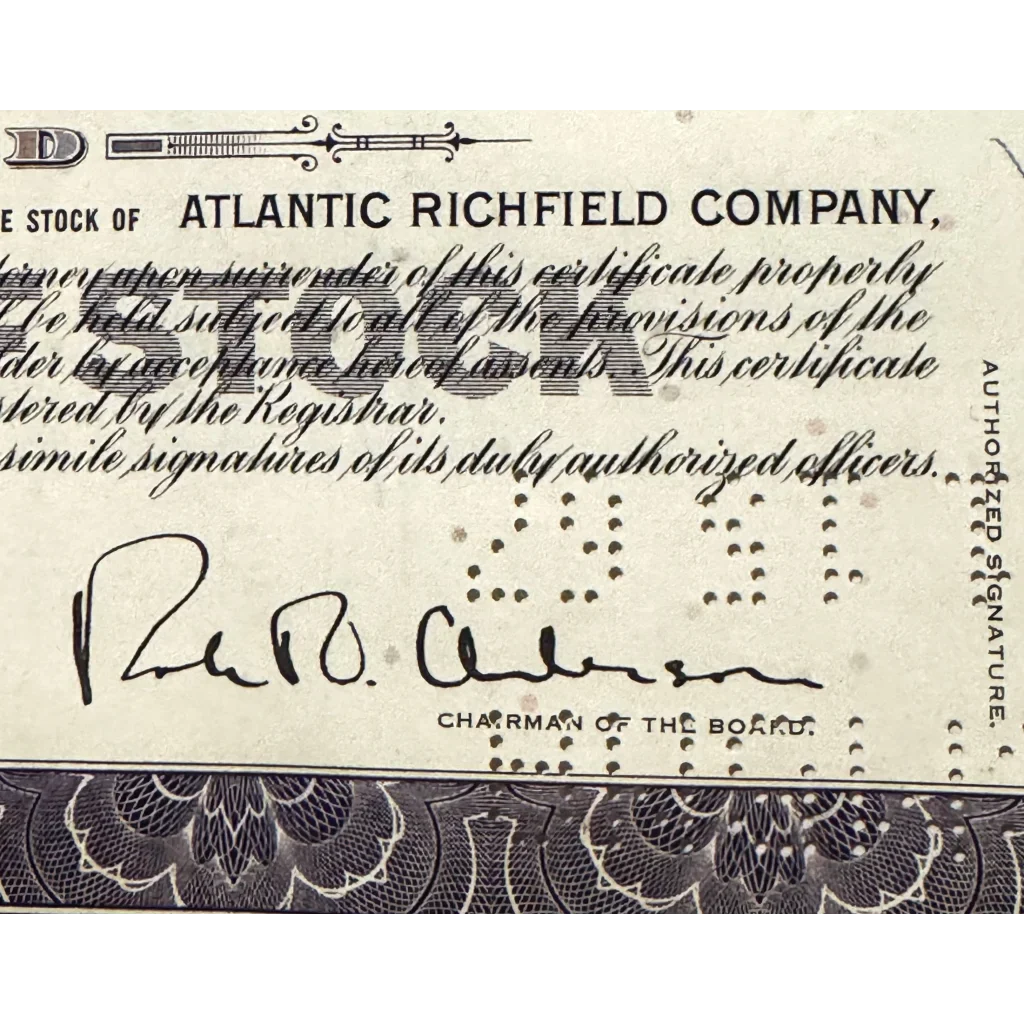 D
E STOCK OF ATLANTIC RICHFIELD COMPANY,
orney upon surrender of this certificate properly
STOCK
l be held subject to all of the provisions of the
der by acceptance hereof assents. This certificate
stered by the Registrar.
simile signatures of its duly authorized officers.
AUTHORIZED SIGNATURE.
CHAIRMAN OF THE BOARD.